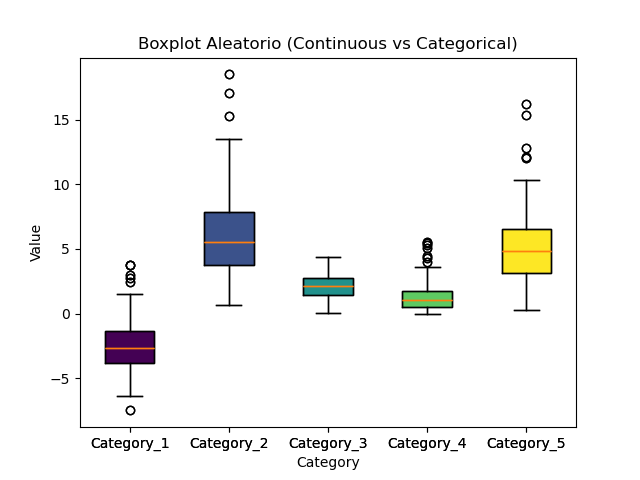 Boxplot Aleatorio (Continuous vs Categorical)
Value
15
10
5
0
−5
Category_1 Category_2 Category_3 Category_4 Category_5
Category